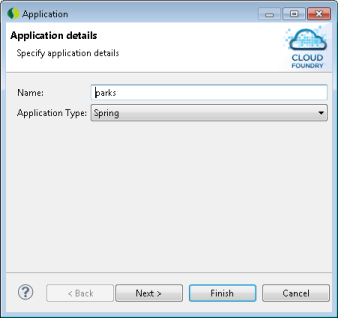 Application
Application details
Specify application details
CLOUD
FOUNDRY
Name: parks
Application Type: Spring
? < Back Next > Finish Cancel